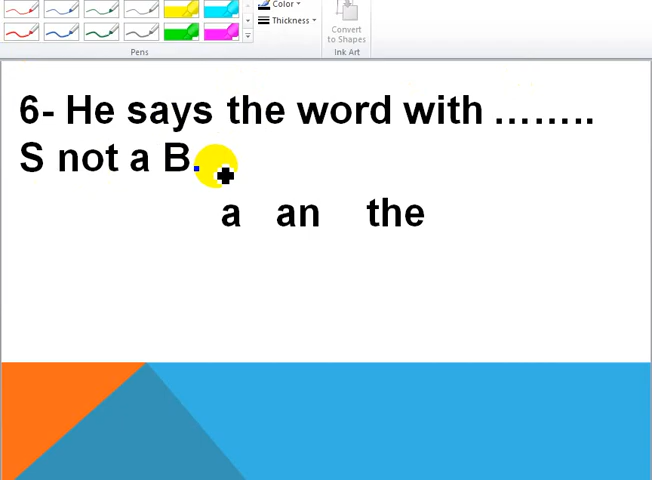 Color
Thickness
Convert
to Shapes
Pens
Ink Art
6- He says the word with ........
S not a B.
a an the